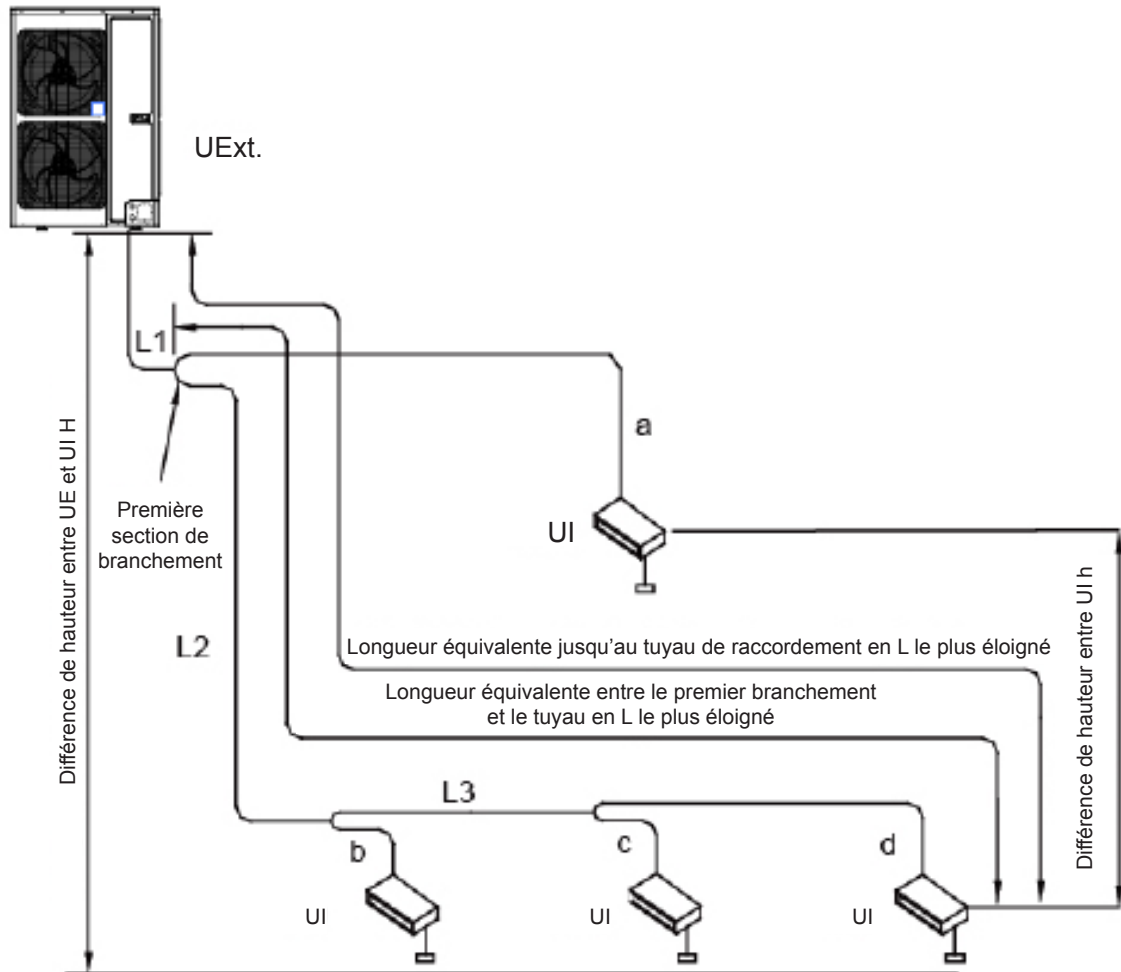 UExt.
L1
a
Première
section de
branchement
UI
Différence de hauteur entre UE et UI H
Différence de hauteur entre UI h
L2
Longueur équivalente jusqu'au tuyau de raccordement en L le plus éloigné
Longueur équivalente entre le premier branchement
et le tuyau en L le plus éloigné
L3
b
c
d
UI
UI
UI